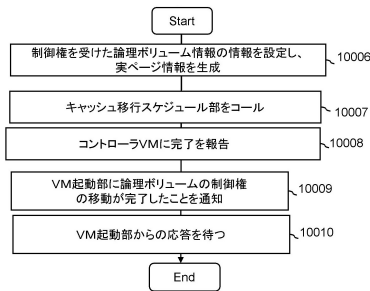 Start
制御権を受けた論理ボリューム情報の情報を設定し、
実ページ情報を生成
10006
キャッシュ移行スケジュール部をコール
10007
コントローラVMに完了を報告
10008
VM起動部に論理ボリュームの制御権
の移動が完了したことを通知
10009
VM起動部からの応答を待つ
10010
End